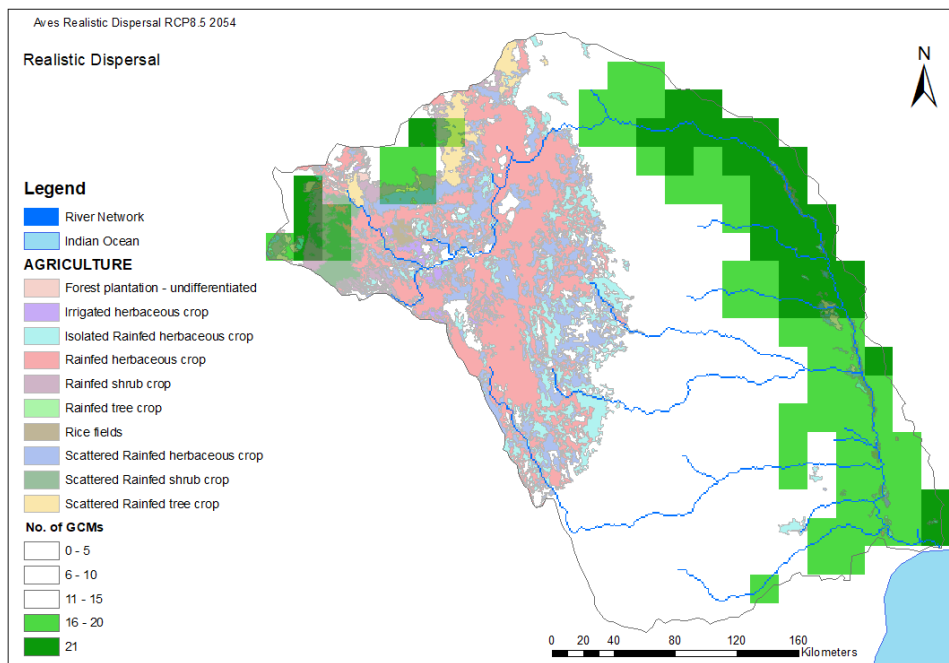 Aves Realistic Dispersal RCP8.5 2054
Realistic Dispersal
N
Legend
River Network
Indian Ocean
AGRICULTURE
Forest plantation - undifferentiated
Irrigated herbaceous crop
Isolated Rainfed herbaceous crop
Rainfed herbaceous crop
Rainfed shrub crop
Rainfed tree crop
Rice fields
Scattered Rainfed herbaceous crop
Scattered Rainfed shrub crop
Scattered Rainfed tree crop
No. of GCMs
0 - 5
6 - 10
11 - 15
16 - 20
21
0 20 40 80 120 160
Kilometers